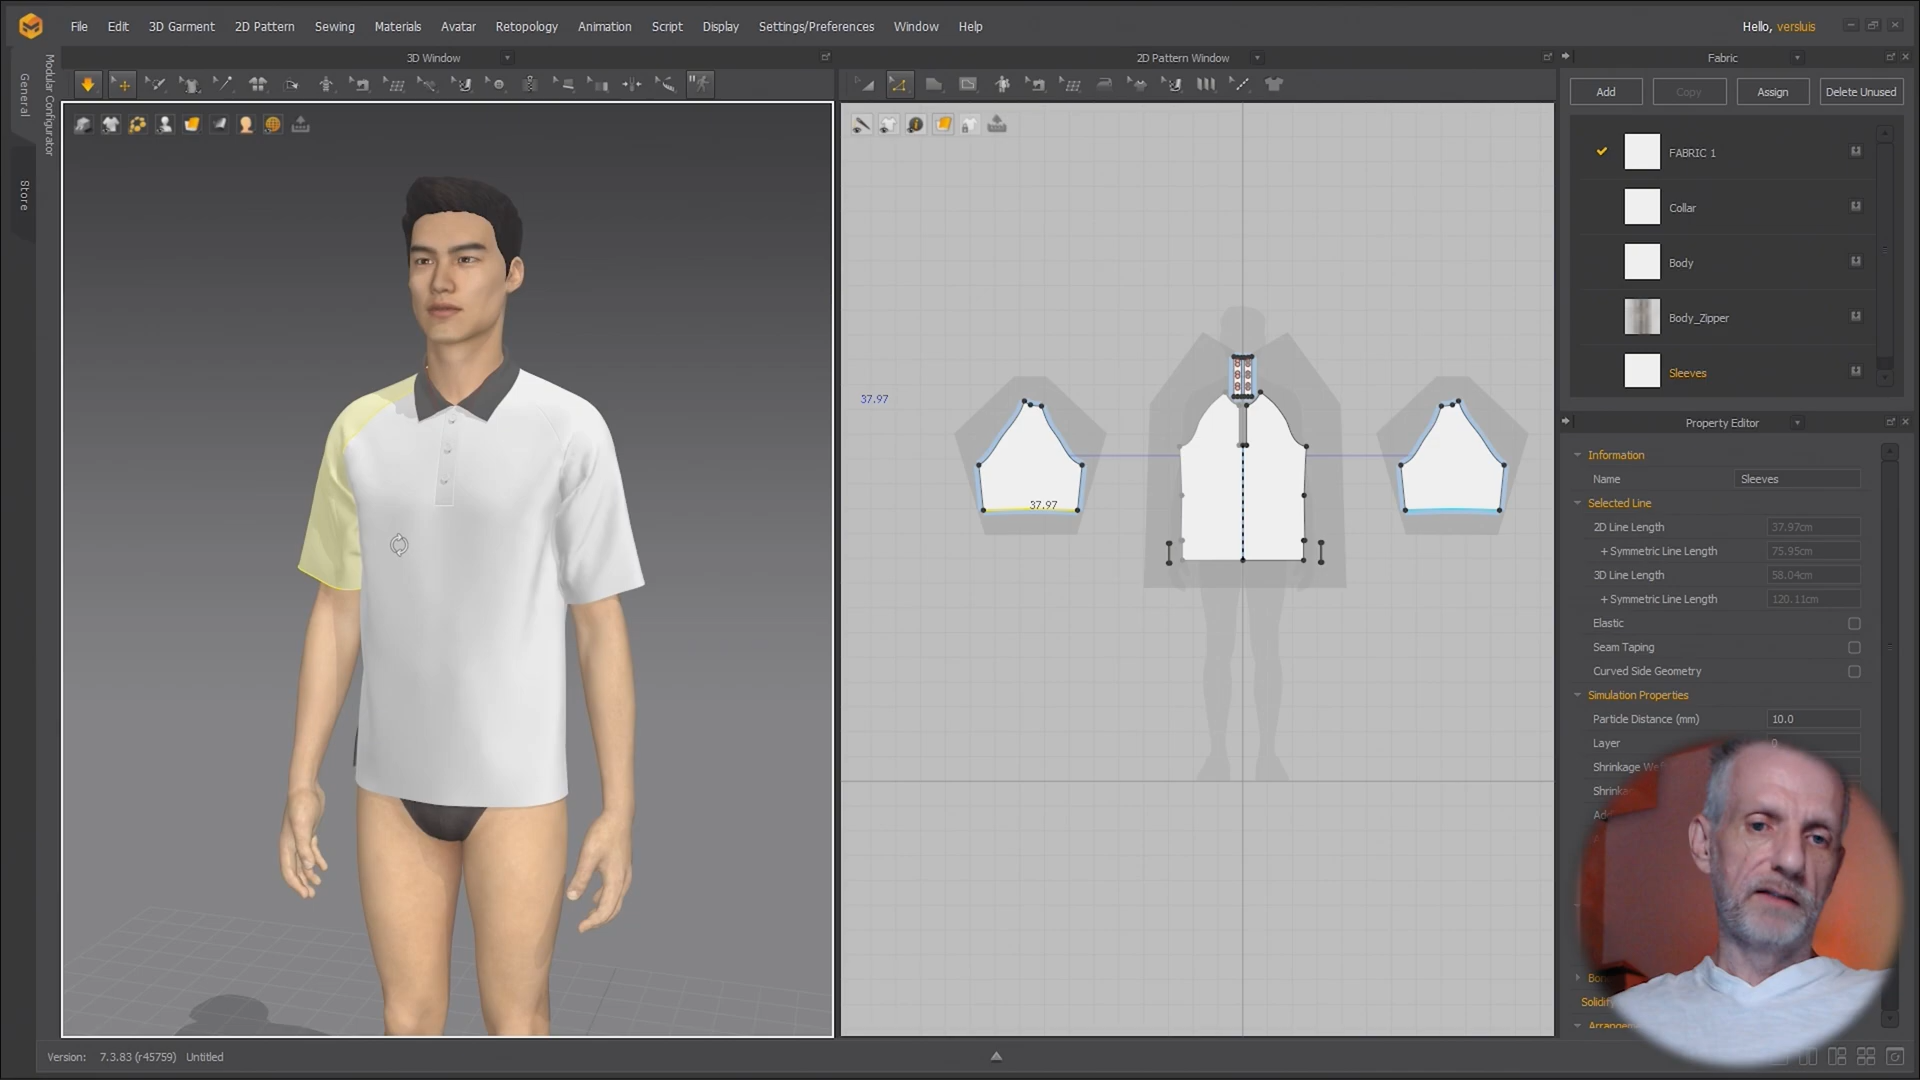 File Edit 3D Garment 2D Pattern Sewing Materials Avatar Retopology Animation Script Display Settings/Preferences Window Help
Hello, versluis
General
Modular Configurator
Store
3D Window
2D Pattern Window
37.97
37.97
Fabric
Add Copy Assign Delete Unused
FABRIC 1
Collar
Body
Body_Zipper
Sleeves
Property Editor
Information
Name Sleeves
Selected Line
2D Line Length 37.97cm
+ Symmetric Line Length 75.95cm
3D Line Length 58.04cm
+ Symmetric Line Length 120.11cm
Elastic
Seam Taping
Curved Side Geometry
Simulation Properties
Particle Distance (mm) 10.0
Layer 0
Shrinkage
Solidify
Version: 7.3.83 (r45759) Untitled